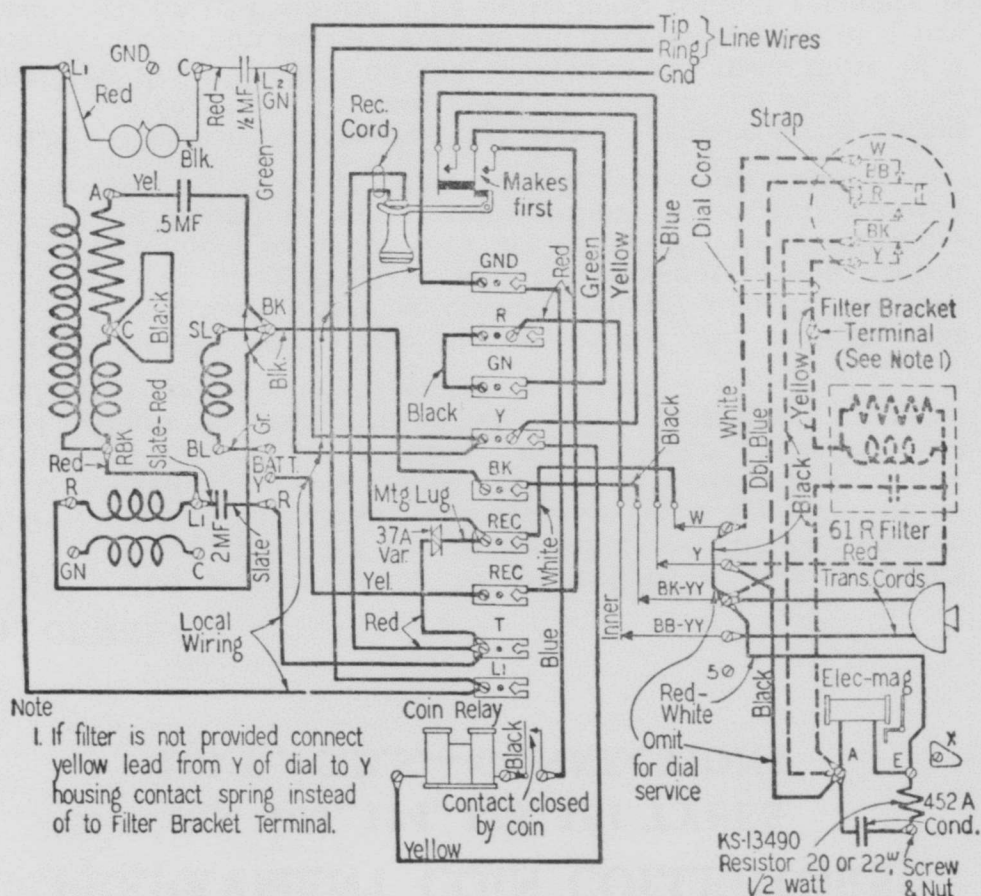 Tip
Ring
Line Wires
Gnd
L1
GND
C
Red
Red
½ MF
L2
GN
Blk.
Green
Rec.
Cord
Makes
first
Strap
Dial Cord
W
BB
R
BK
Y
A
Yel.
.5 MF
Blue
Red
Green
Yellow
GND
C
Black
SL
BK
Blk.
R
GN
Black
Filter Bracket
Terminal
(See Note 1)
Yellow
Black
White
Dbl. Blue
Black
RBK
Red
Slate-Red
BL
Gr.
BATT.
Y
Y
BK
Mtg Lug
R
L1
2MF
R
Slate
GN
C
37A
Var.
REC
White
REC
Yel.
Red
T
L1
Local
Wiring
Blue
Inner
W
Y
BK-YY
BB-YY
61 R Filter
Red
Trans. Cords
5
Red-
White
Black
Elec-mag
Omit
for dial
service
A
E
X
452A
Cond.
KS-13490
Resistor 20 or 22ω,
1/2 watt
Screw
& Nut
Coin Relay
Black
Contact closed
by coin
Yellow
Note
1. If filter is not provided connect
yellow lead from Y of dial to Y
housing contact spring instead
of to Filter Bracket Terminal.